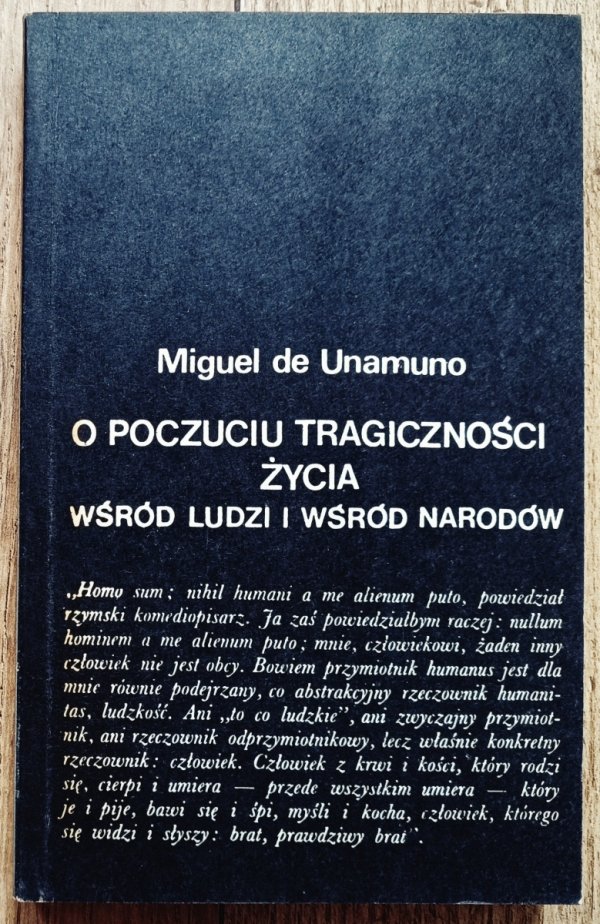 Miguel de Unamuno
O POCZUCIU TRAGICZNOŚCI
ŻYCIA
WŚRÓD LUDZI I WŚRÓD NARODÓW
„Homo sum; nihil humani a me alienum puto, powiedział
rzymski komediopisarz. Ja zaś powiedziałbym raczej: nullum
hominem a me alienum puto; mnie, człowiekowi, żaden inny
człowiek nie jest obcy. Bowiem przymiotnik humanus jest dla
mnie równie podejrzany, co abstrakcyjny rzeczownik humani-
tas, ludzkość. Ani „to co ludzkie”, ani zwyczajny przymiot-
nik, ani rzeczownik odprzymiotnikowy, lecz właśnie konkretny
rzeczownik: człowiek. Człowiek z krwi i kości, który rodzi
się, cierpi i umiera — przede wszystkim umiera — który
je i pije, bawi się i śpi, myśli i kocha, człowiek, którego
się widzi i słyszy: brat, prawdziwy brat”.